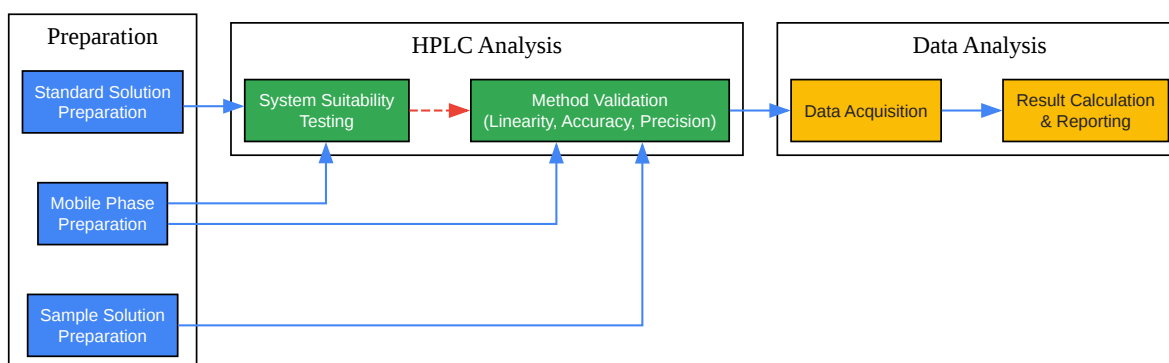 Preparation
Standard Solution
Preparation
Mobile Phase
Preparation
Sample Solution
Preparation
HPLC Analysis
System Suitability
Testing
Method Validation
(Linearity, Accuracy, Precision)
Data Analysis
Data Acquisition
Result Calculation
& Reporting